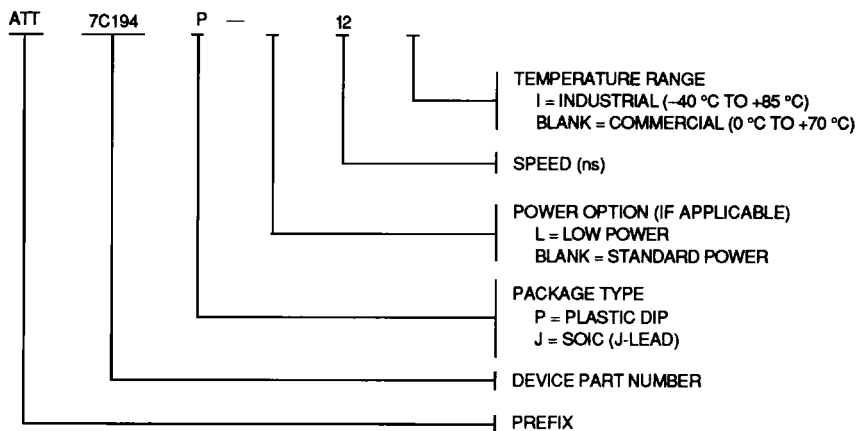 ATT 7C194 P — 12
TEMPERATURE RANGE
I = INDUSTRIAL (–40 °C TO +85 °C)
BLANK = COMMERCIAL (0 °C TO +70 °C)
SPEED (ns)
POWER OPTION (IF APPLICABLE)
L = LOW POWER
BLANK = STANDARD POWER
PACKAGE TYPE
P = PLASTIC DIP
J = SOIC (J-LEAD)
DEVICE PART NUMBER
PREFIX